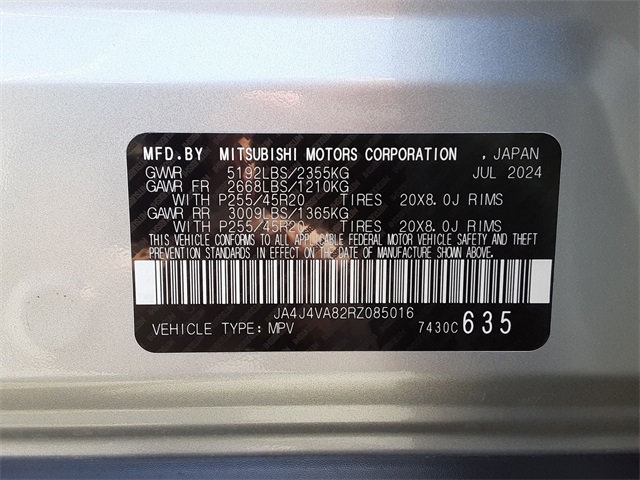 MFD.BY MITSUBISHI MOTORS CORPORATION , JAPAN
GVWR 5192LBS/2355KG JUL 2024
GAWR FR 2668LBS/1210KG
WITH P255/45R20 TIRES 20X8.0J RIMS
GAWR RR 3009LBS/1365KG
WITH P255/45R20 TIRES 20X8.0J RIMS
THIS VEHICLE CONFORMS TO ALL APPLICABLE FEDERAL MOTOR VEHICLE SAFETY AND THEFT
PREVENTION STANDARDS IN EFFECT ON THE DATE OF MANUFACTURE SHOWN ABOVE.
JA4J4VA82RZ085016
VEHICLE TYPE: MPV 7430C 635